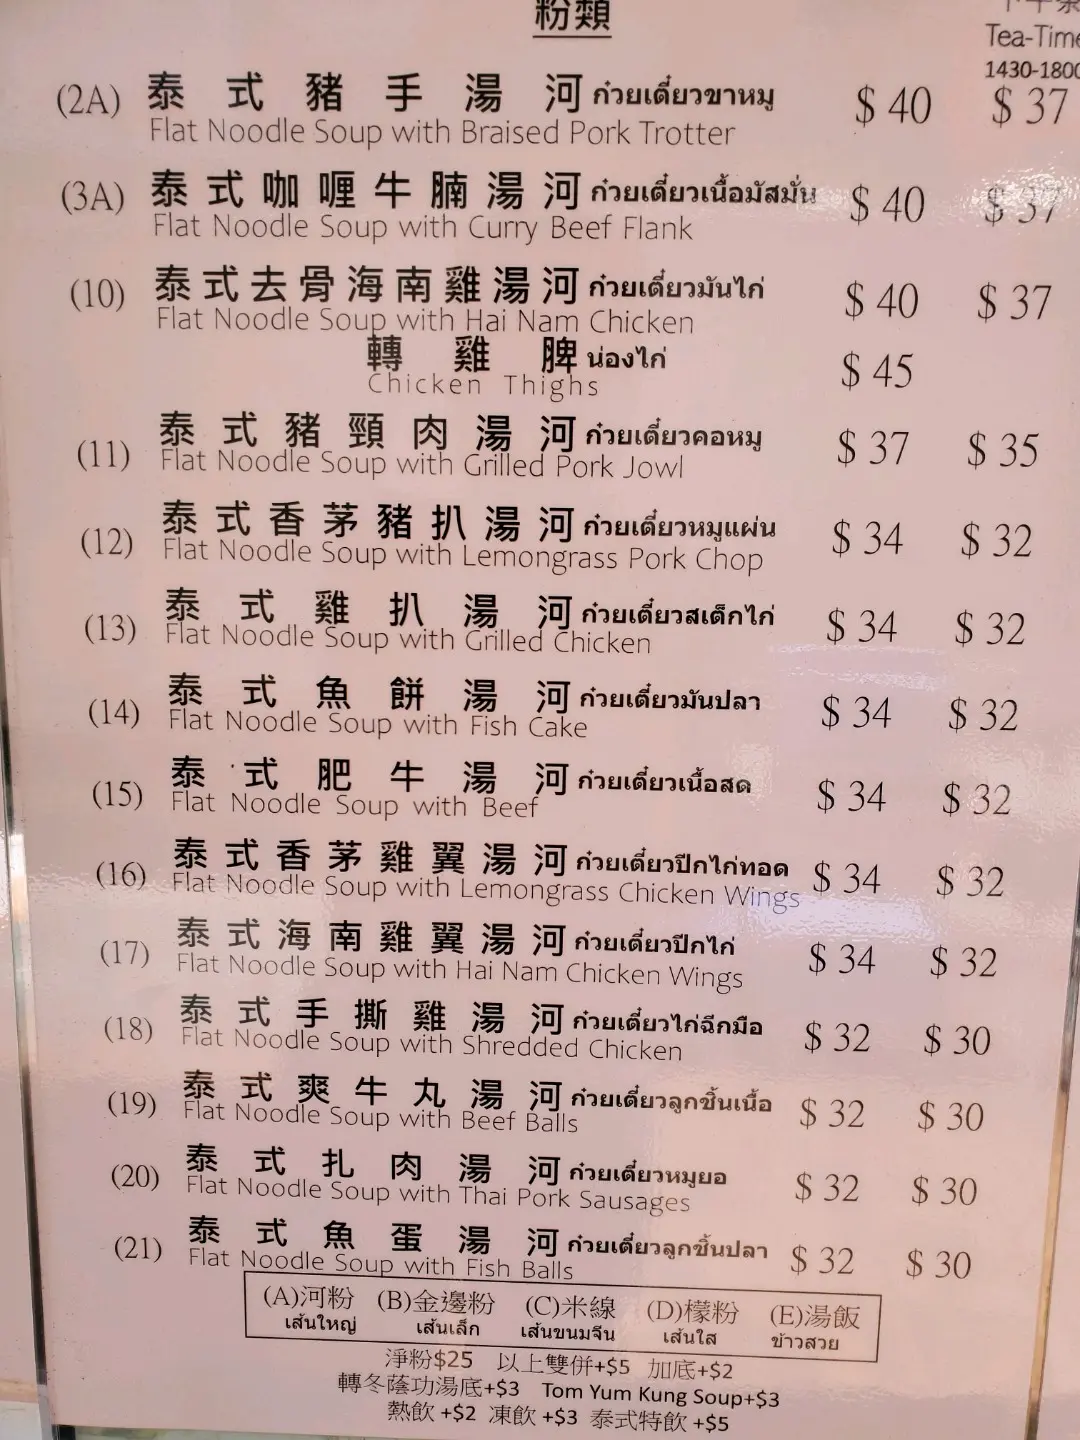 粉類
Tea-Time
1430-1800
(2A) 泰式豬手湯河 ก๋วยเตี๋ยวขาหมู $ 40 $ 37
Flat Noodle Soup with Braised Pork Trotter
(3A) 泰式咖喱牛腩湯河 ก๋วยเตี๋ยวเนื้อมัสมั่น $ 40 $ 37
Flat Noodle Soup with Curry Beef Flank
(10) 泰式去骨海南雞湯河 ก๋วยเตี๋ยวมันไก่ $ 40 $ 37
Flat Noodle Soup with Hai Nam Chicken
轉雞脾 น่องไก่ $ 45
Chicken Thighs
(11) 泰式豬頸肉湯河 ก๋วยเตี๋ยวคอหมู $ 37 $ 35
Flat Noodle Soup with Grilled Pork Jowl
(12) 泰式香茅豬扒湯河 ก๋วยเตี๋ยวหมูแผ่น $ 34 $ 32
Flat Noodle Soup with Lemongrass Pork Chop
(13) 泰式雞扒湯河 ก๋วยเตี๋ยวสเต็กไก่ $ 34 $ 32
Flat Noodle Soup with Grilled Chicken
(14) 泰式魚餅湯河 ก๋วยเตี๋ยวมันปลา $ 34 $ 32
Flat Noodle Soup with Fish Cake
(15) 泰式肥牛湯河 ก๋วยเตี๋ยวเนื้อสด $ 34 $ 32
Flat Noodle Soup with Beef
(16) 泰式香茅雞翼湯河 ก๋วยเตี๋ยวปีกไก่ทอด $ 34 $ 32
Flat Noodle Soup with Lemongrass Chicken Wings
(17) 泰式海南雞翼湯河 ก๋วยเตี๋ยวปีกไก่ $ 34 $ 32
Flat Noodle Soup with Hai Nam Chicken Wings
(18) 泰式手撕雞湯河 ก๋วยเตี๋ยวไก่ฉีกมือ $ 32 $ 30
Flat Noodle Soup with Shredded Chicken
(19) 泰式爽牛丸湯河 ก๋วยเตี๋ยวลูกชิ้นเนื้อ $ 32 $ 30
Flat Noodle Soup with Beef Balls
(20) 泰式扎肉湯河 ก๋วยเตี๋ยวหมูยอ $ 32 $ 30
Flat Noodle Soup with Thai Pork Sausages
(21) 泰式魚蛋湯河 ก๋วยเตี๋ยวลูกชิ้นปลา $ 32 $ 30
Flat Noodle Soup with Fish Balls
(A)河粉 (B)金邊粉 (C)米線 (D)檬粉 (E)湯飯
เส้นใหญ่ เส้นเล็ก เส้นขนมจีน เส้นใส ข้าวสวย
淨粉$25 以上雙併+$5 加底+$2
轉冬蔭功湯底+$3 Tom Yum Kung Soup+$3
熱飲 +$2 凍飲 +$3 泰式特飲 +$5